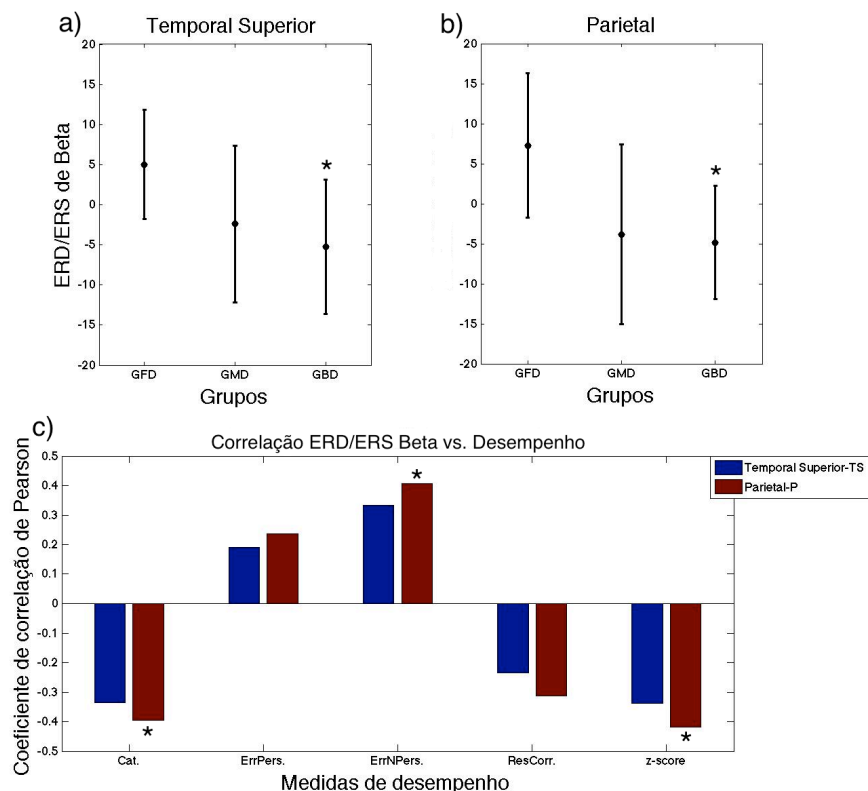 a)
Temporal Superior
ERD/ERS de Beta
20
15
10
5
0
-5
-10
-15
-20
*
GFD GMD GBD
Grupos
b)
Parietal
20
15
10
5
0
-5
-10
-15
-20
*
GFD GMD GBD
Grupos
c)
Correlação ERD/ERS Beta vs. Desempenho
Coeficiente de correlação de Pearson
0.5
0.4
0.3
0.2
0.1
0
-0.1
-0.2
-0.3
-0.4
-0.5
*
*
*
Temporal Superior-TS
Parietal-P
Cat. ErrPers. ErrNPers. ResCorr. z-score
Medidas de desempenho